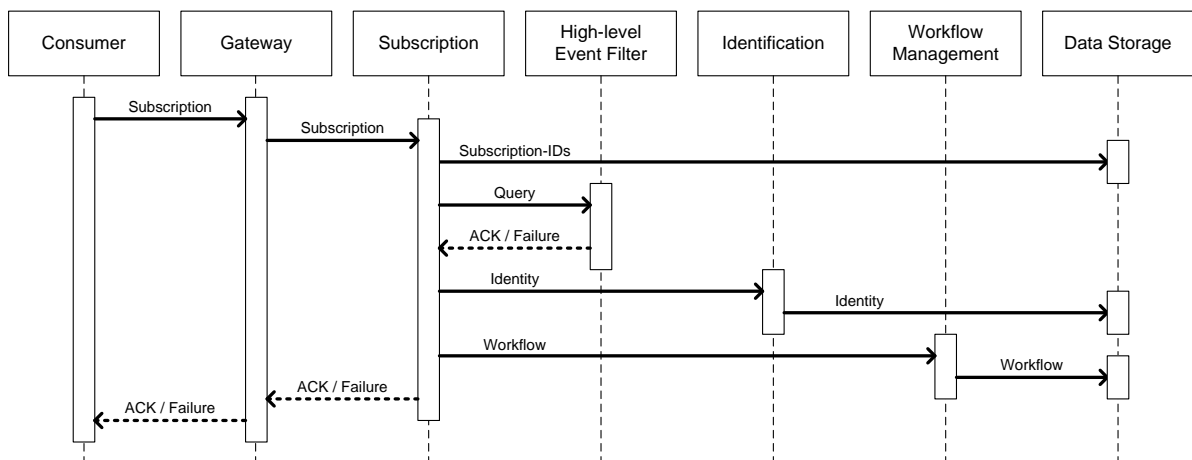 Consumer
Gateway
Subscription
High-level
Event Filter
Identification
Workflow
Management
Data Storage
Subscription
Subscription
Subscription-IDs
Query
ACK / Failure
Identity
Identity
Workflow
Workflow
ACK / Failure
ACK / Failure